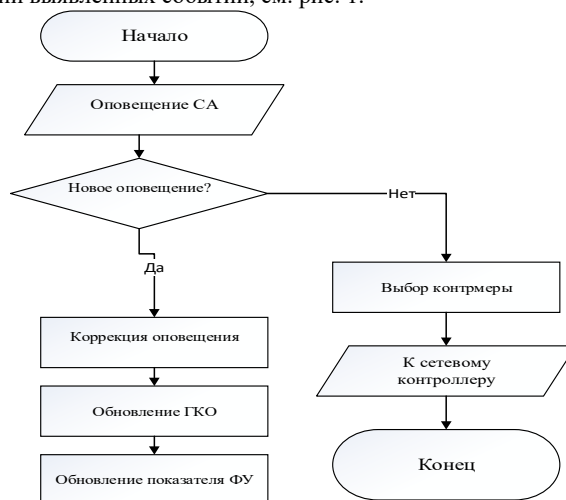 выявленных событий, см. рис. 1.
Начало
Оповещение СА
Новое оповещение?
Нет
Да
Выбор контрмеры
Коррекция оповещения
К сетевому
контроллеру
Обновление ГКО
Конец
Обновление показателя ФУ